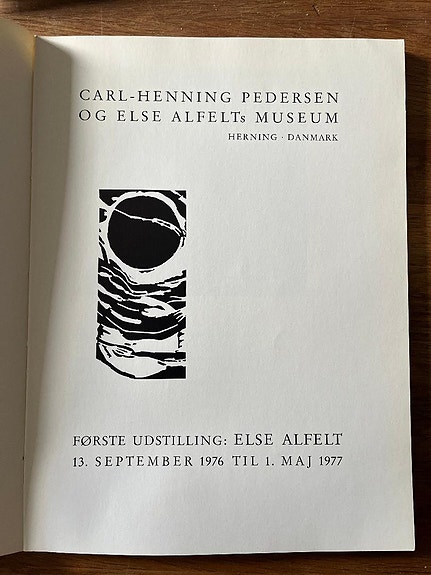 CARL-HENNING PEDERSEN
OG ELSE ALFELTs MUSEUM
HERNING · DANMARK
FØRSTE UDSTILLING: ELSE ALFELT
13. SEPTEMBER 1976 TIL 1. MAJ 1977